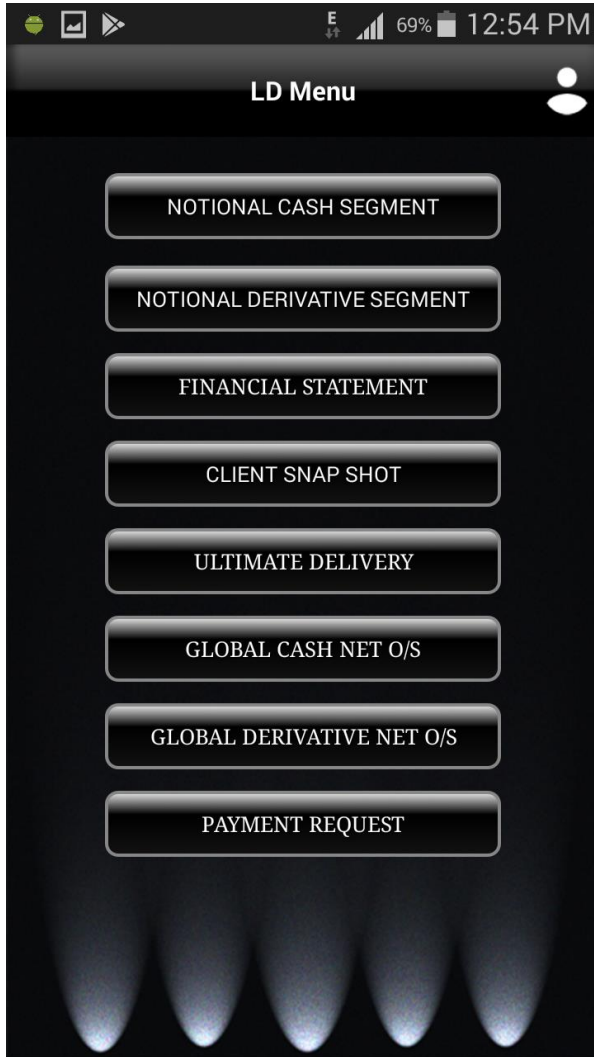 E
69%
12:54 PM
LD Menu
NOTIONAL CASH SEGMENT
NOTIONAL DERIVATIVE SEGMENT
FINANCIAL STATEMENT
CLIENT SNAP SHOT
ULTIMATE DELIVERY
GLOBAL CASH NET O/S
GLOBAL DERIVATIVE NET O/S
PAYMENT REQUEST